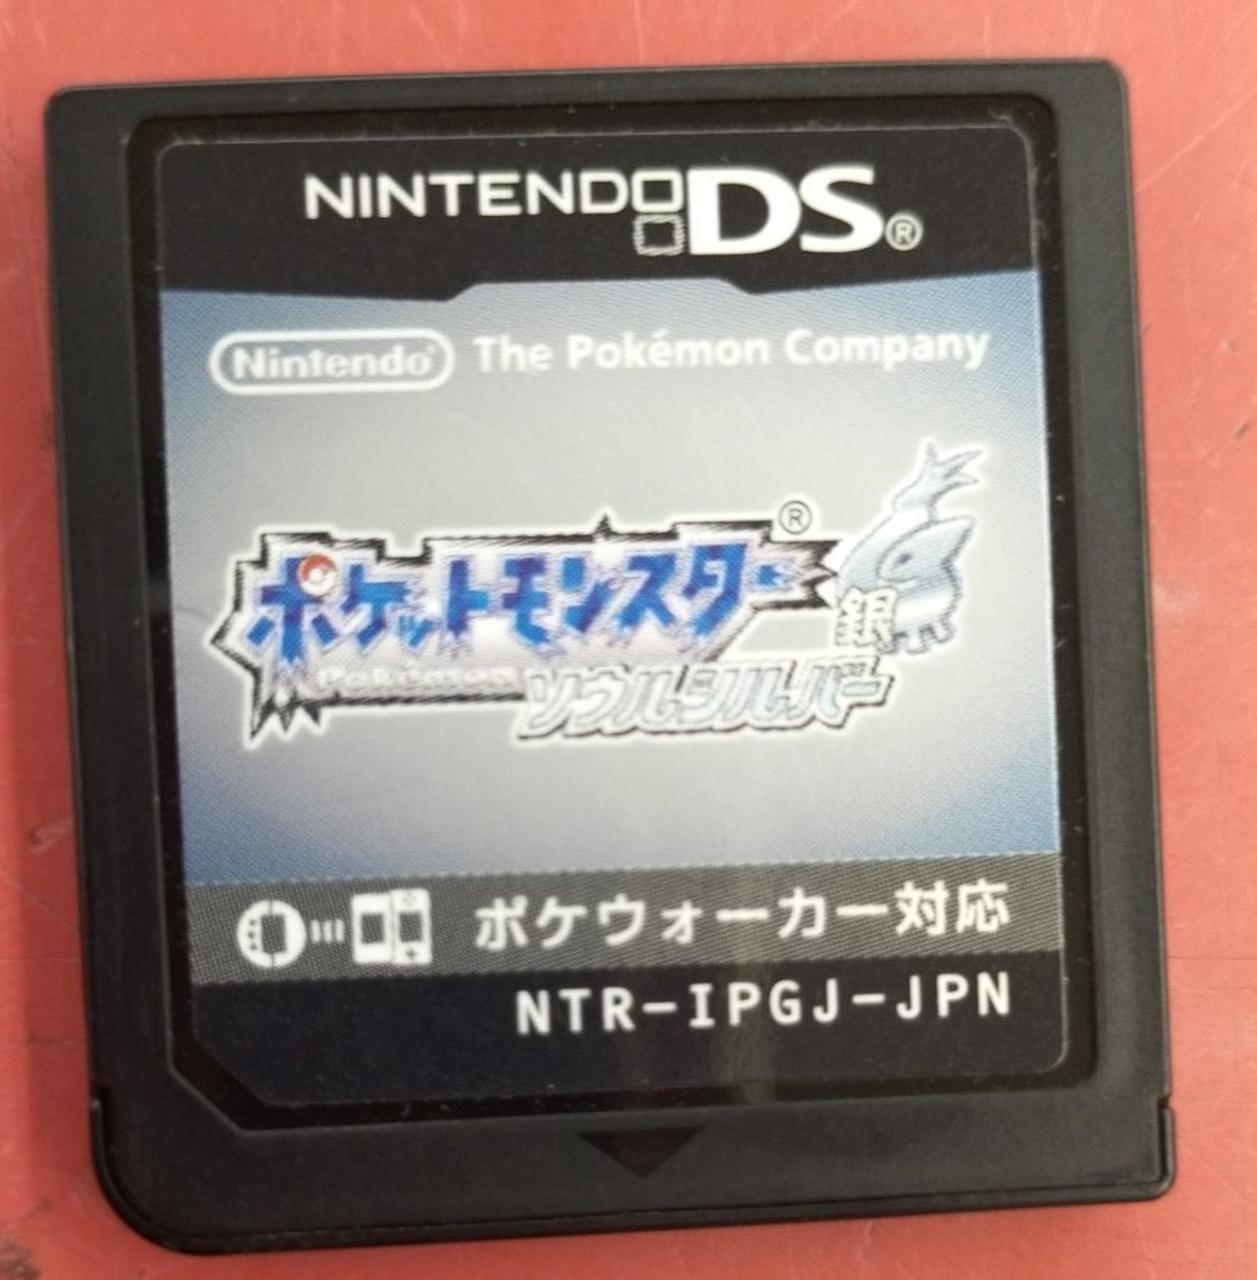 NINTENDO DS®
Nintendo® The Pokémon Company
ポケットモンスター®
銀
Pokémon
ソウルシルバー
ポケウォーカー対応
NTR-IPGJ-JPN